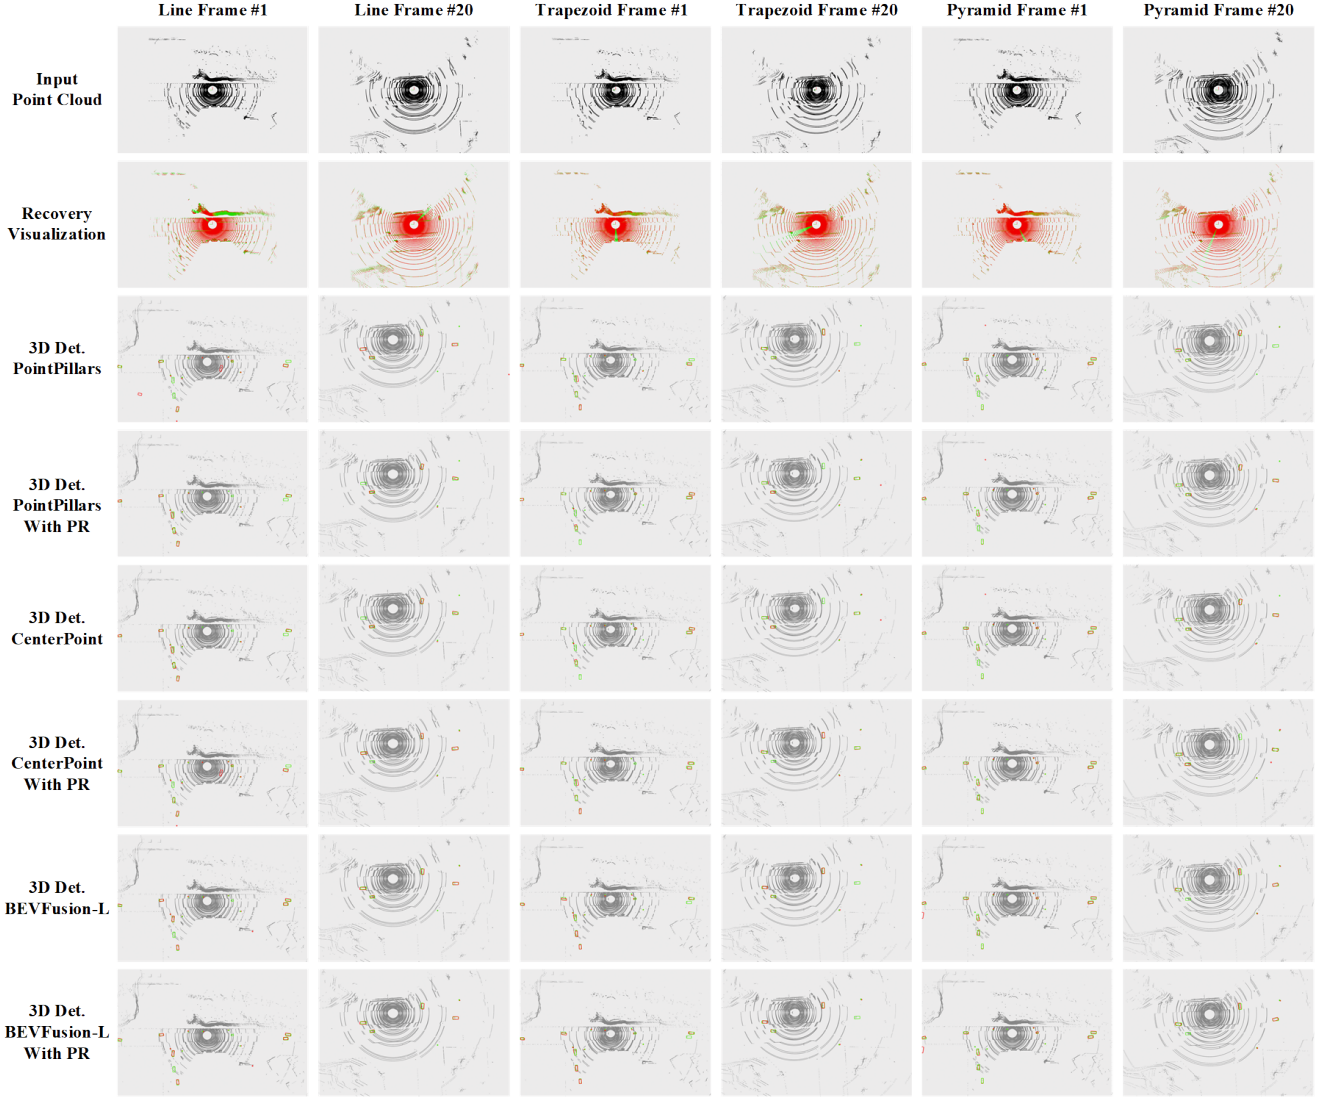 Line Frame #1
Line Frame #20
Trapezoid Frame #1
Trapezoid Frame #20
Pyramid Frame #1
Pyramid Frame #20
Input
Point Cloud
Recovery
Visualization
3D Det.
PointPillars
3D Det.
PointPillars
With PR
3D Det.
CenterPoint
3D Det.
CenterPoint
With PR
3D Det.
BEVFusion-L
3D Det.
BEVFusion-L
With PR